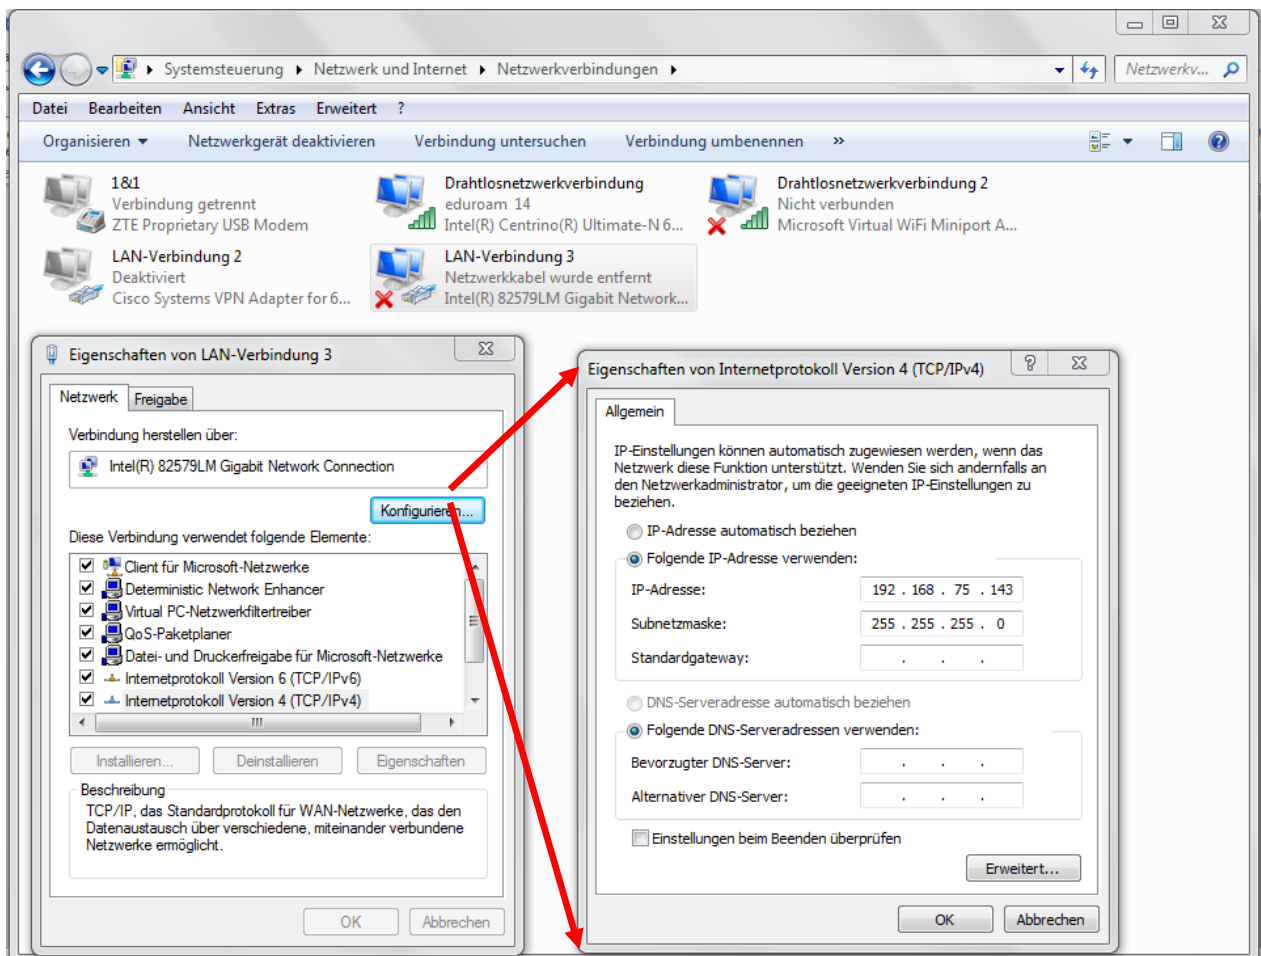 Systemsteuerung Netzwerk und Internet Netzwerkverbindungen Netzwerkv...
Datei Bearbeiten Ansicht Extras Erweitert ?
Organisieren Netzwerkgerät deaktivieren Verbindung untersuchen Verbindung umbenennen »
1&1
Verbindung getrennt
ZTE Proprietary USB Modem
Drahtlosnetzwerkverbindung
eduroam 14
Intel(R) Centrino(R) Ultimate-N 6...
Drahtlosnetzwerkverbindung 2
Nicht verbunden
Microsoft Virtual WiFi Miniport A...
LAN-Verbindung 2
Deaktiviert
Cisco Systems VPN Adapter for 6...
LAN-Verbindung 3
Netzwerkkabel wurde entfernt
Intel(R) 82579LM Gigabit Network...
Eigenschaften von LAN-Verbindung 3
Netzwerk Freigabe
Verbindung herstellen über:
Intel(R) 82579LM Gigabit Network Connection
Konfigurieren...
Diese Verbindung verwendet folgende Elemente:
Client für Microsoft-Netzwerke
Deterministic Network Enhancer
Virtual PC-Netzwerkfiltertreiber
QoS-Paketplaner
Datei- und Druckerfreigabe für Microsoft-Netzwerke
Internetprotokoll Version 6 (TCP/IPv6)
Internetprotokoll Version 4 (TCP/IPv4)
Installieren... Deinstallieren Eigenschaften
Beschreibung
TCP/IP, das Standardprotokoll für WAN-Netzwerke, das den
Datenaustausch über verschiedene, miteinander verbundene
Netzwerke ermöglicht.
OK Abbrechen
Eigenschaften von Internetprotokoll Version 4 (TCP/IPv4)
Allgemein
IP-Einstellungen können automatisch zugewiesen werden, wenn das
Netzwerk diese Funktion unterstützt. Wenden Sie sich andernfalls an
den Netzwerkadministrator, um die geeigneten IP-Einstellungen zu
beziehen.
IP-Adresse automatisch beziehen
Folgende IP-Adresse verwenden:
IP-Adresse: 192 . 168 . 75 . 143
Subnetzmaske: 255 . 255 . 255 . 0
Standardgateway: . . .
DNS-Serveradresse automatisch beziehen
Folgende DNS-Serveradressen verwenden:
Bevorzugter DNS-Server: . . .
Alternativer DNS-Server: . . .
Einstellungen beim Beenden überprüfen
Erweitert...
OK Abbrechen